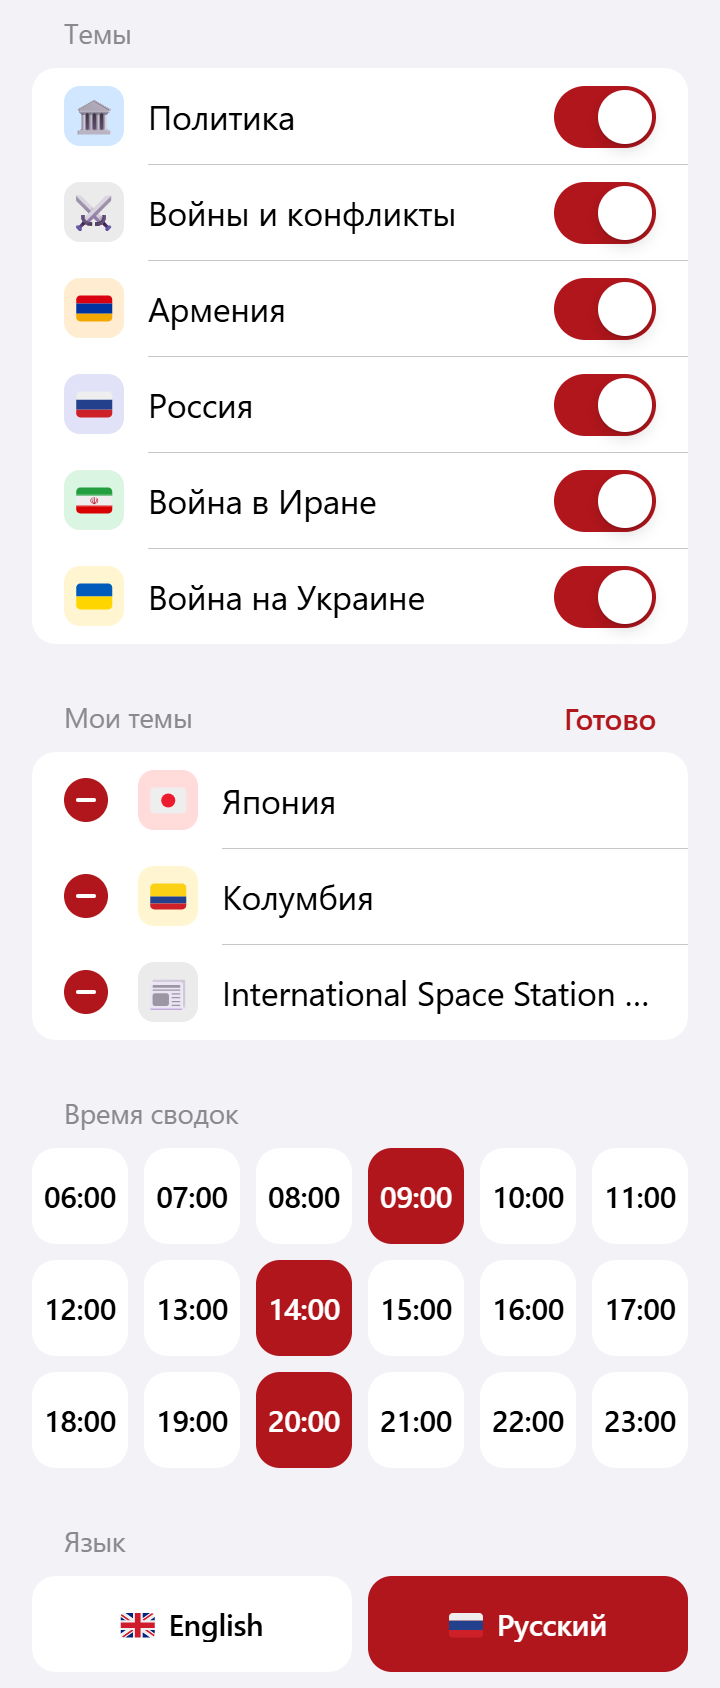 Темы
Политика
Войны и конфликты
Армения
Россия
Война в Иране
Война на Украине
Мои темы
Готово
Япония
Колумбия
International Space Station ...
Время сводок
06:00 07:00 08:00 09:00 10:00 11:00
12:00 13:00 14:00 15:00 16:00 17:00
18:00 19:00 20:00 21:00 22:00 23:00
Язык
English
Русский